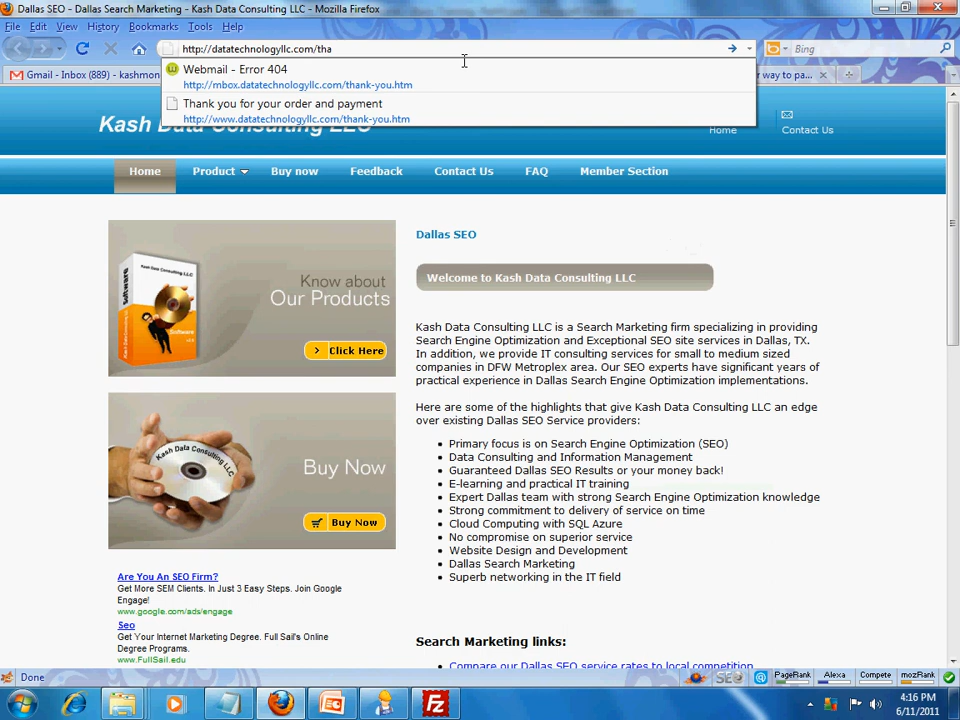 Dallas SEO - Dallas Search Marketing - Kash Data Consulting LLC - Mozilla Firefox
File Edit View History Bookmarks Tools Help
http://datatechnologyllc.com/tha
Bing
Webmail - Error 404
http://mbox.datatechnologyllc.com/thank-you.htm
Thank you for your order and payment
http://www.datatechnologyllc.com/thank-you.htm
Gmail - Inbox (889) - kashmon
way to pa...
Kash Data Consulting LLC
Home
Contact Us
Home Product Buy now Feedback Contact Us FAQ Member Section
Know about
Our Products
Click Here
Kash Data Consulting LLC
Software
Kash Data Consulting LLC
Buy Now
Buy Now
Are You An SEO Firm?
Get More SEM Clients. In Just 3 Easy Steps. Join Google
Engage!
www.google.com/ads/engage
Seo
Get Your Internet Marketing Degree. Full Sail's Online
Degree Programs.
www.FullSail.edu
Dallas SEO
Welcome to Kash Data Consulting LLC
Kash Data Consulting LLC is a Search Marketing firm specializing in providing
Search Engine Optimization and Exceptional SEO site services in Dallas, TX.
In addition, we provide IT consulting services for small to medium sized
companies in DFW Metroplex area. Our SEO experts have significant years of
practical experience in Dallas Search Engine Optimization implementations.
Here are some of the highlights that give Kash Data Consulting LLC an edge
over existing Dallas SEO Service providers:
Primary focus is on Search Engine Optimization (SEO)
Data Consulting and Information Management
Guaranteed Dallas SEO Results or your money back!
E-learning and practical IT training
Expert Dallas team with strong Search Engine Optimization knowledge
Strong commitment to delivery of service on time
Cloud Computing with SQL Azure
No compromise on superior service
Website Design and Development
Dallas Search Marketing
Superb networking in the IT field
Search Marketing links:
Compare our Dallas SEO service rates to local competition
Done
SEO PageRank Alexa Compete mozRank
4:16 PM
6/11/2011